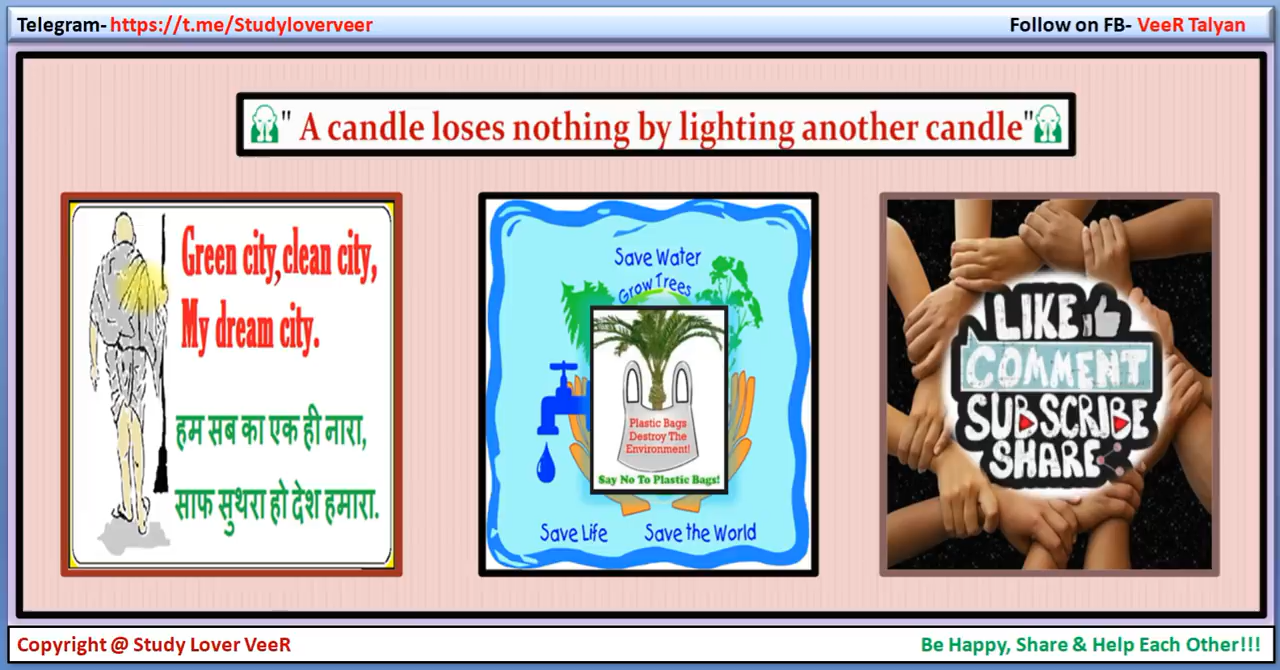 Telegram- https://t.me/Studyloverveer
Follow on FB- VeeR Talyan
" A candle loses nothing by lighting another candle"
Green city,clean city,
My dream city.
हम सब का एक ही नारा,
साफ सुथरा हो देश हमारा.
Save Water
Grow Trees
Plastic Bags
Destroy The
Environment!
Say No To Plastic Bags!
Save Life
Save the World
LIKE
COMMENT
SUBSCRIBE
SHARE
Copyright @ Study Lover VeeR
Be Happy, Share & Help Each Other!!!